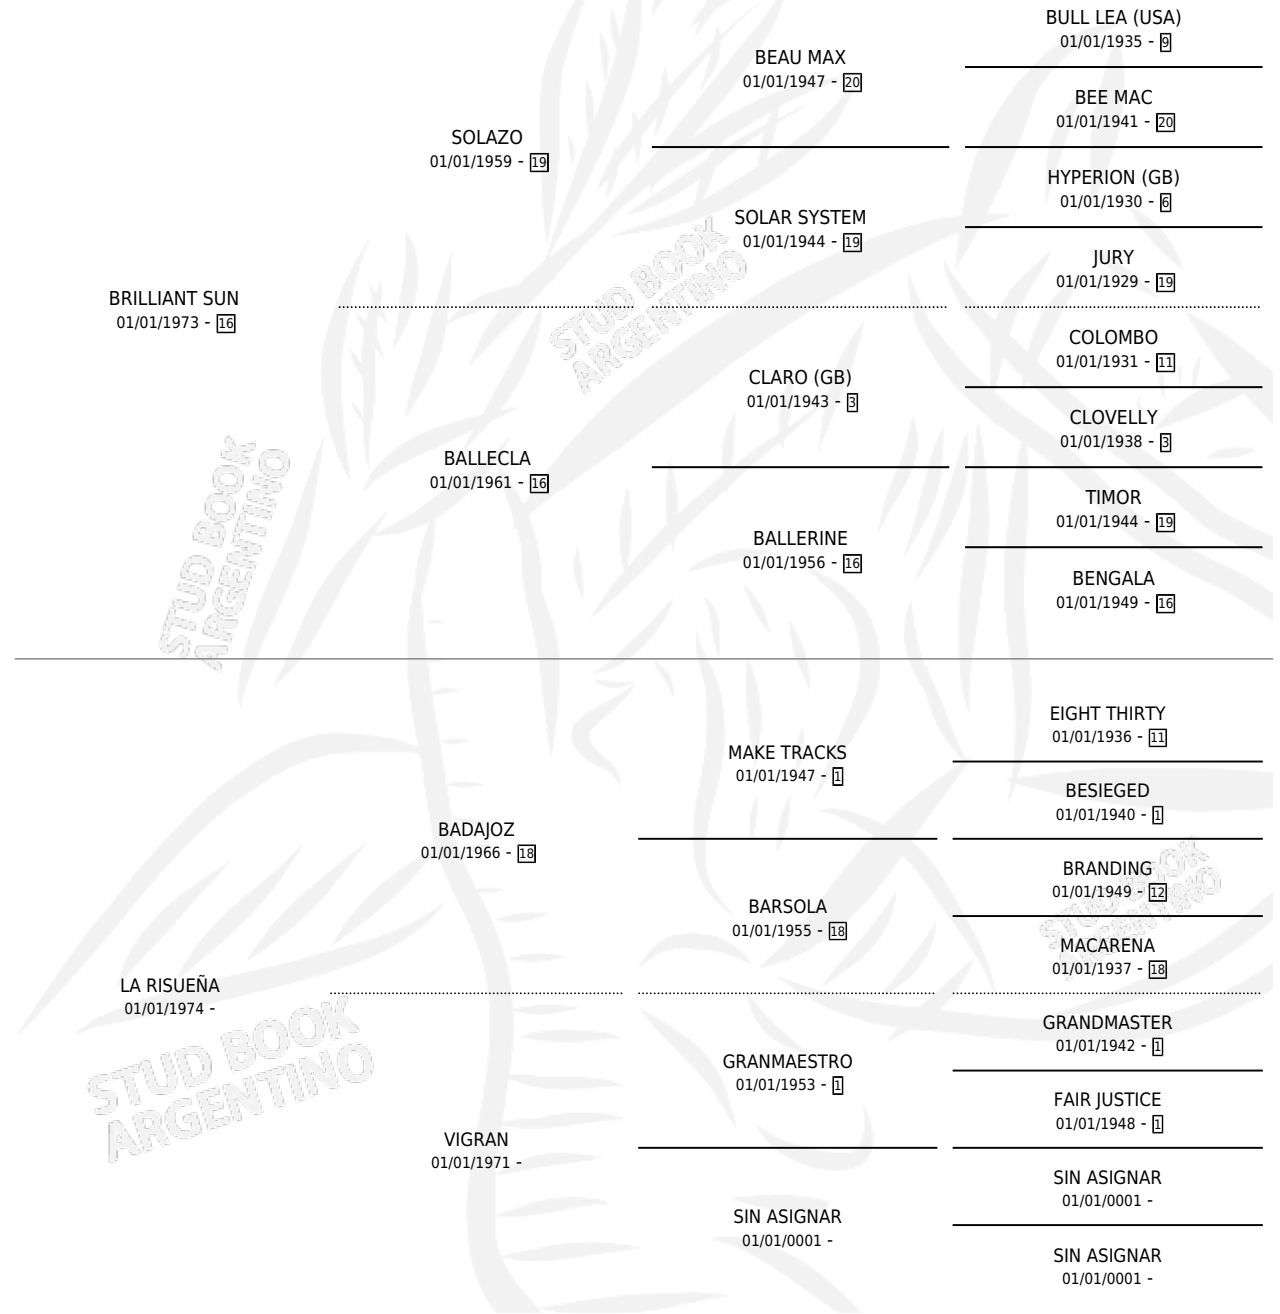 BULL LEA (USA)
01/01/1935 - 9
BEAU MAX
01/01/1947 - 20
BEE MAC
01/01/1941 - 20
SOLAZO
01/01/1959 - 19
HYPERION (GB)
01/01/1930 - 6
SOLAR SYSTEM
01/01/1944 - 19
JURY
01/01/1929 - 19
BRILLIANT SUN
01/01/1973 - 16
STUD BOOK
ARGENTINO
COLOMBO
01/01/1931 - 11
CLARO (GB)
01/01/1943 - 3
CLOVELLY
01/01/1938 - 3
BALLECLA
01/01/1961 - 16
TIMOR
01/01/1944 - 19
BALLERINE
01/01/1956 - 16
BENGALA
01/01/1949 - 16
STUD BOOK
ARGENTINO
EIGHT THIRTY
01/01/1936 - 11
MAKE TRACKS
01/01/1947 - 1
BESIEGED
01/01/1940 - 1
BADAJOZ
01/01/1966 - 18
BRANDING
01/01/1949 - 12
STUD BOOK
ARGENTINO
BARSOLA
01/01/1955 - 18
MACARENA
01/01/1937 - 18
LA RISUEÑA
01/01/1974 -
GRANDMASTER
01/01/1942 - 1
STUD BOOK
ARGENTINO
GRANMAESTRO
01/01/1953 - 1
FAIR JUSTICE
01/01/1948 - 1
VIGRAN
01/01/1971 -
SIN ASIGNAR
01/01/0001 -
SIN ASIGNAR
01/01/0001 -
SIN ASIGNAR
01/01/0001 -